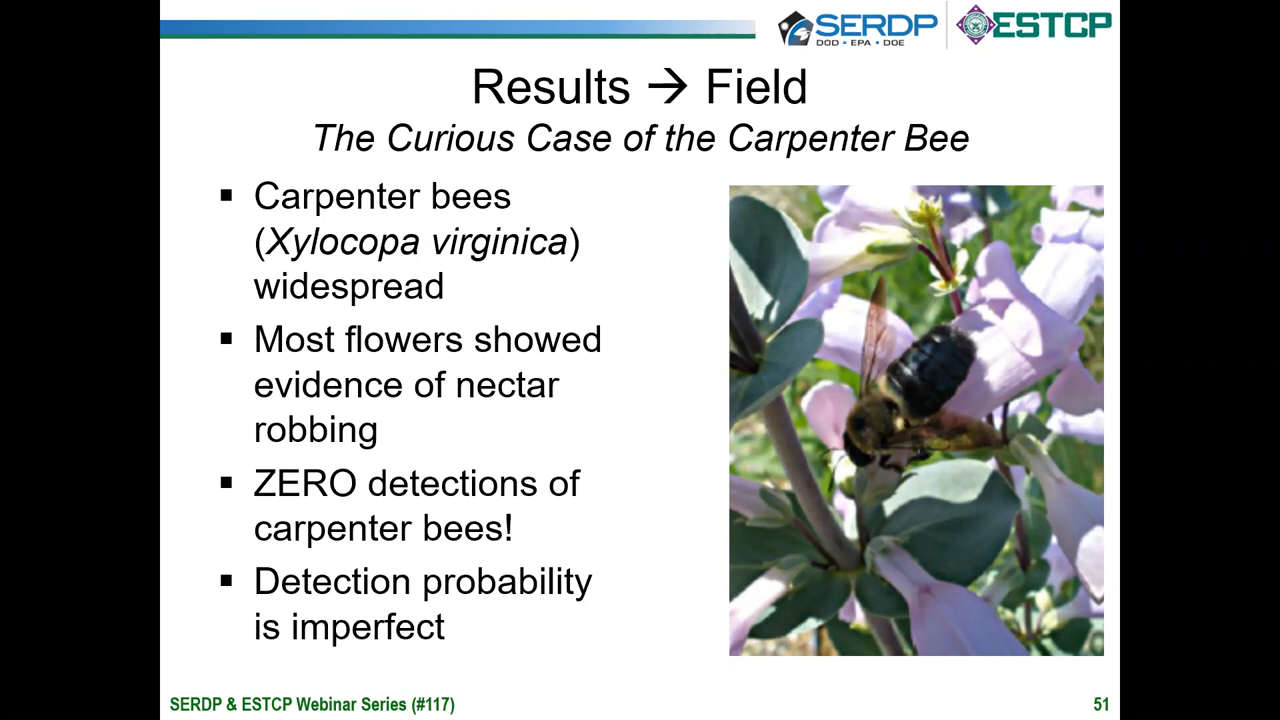 SERDP
DOD • EPA • DOE
ESTCP
Results → Field
The Curious Case of the Carpenter Bee
▪ Carpenter bees
(Xylocopa virginica)
widespread
▪ Most flowers showed
evidence of nectar
robbing
▪ ZERO detections of
carpenter bees!
▪ Detection probability
is imperfect
SERDP & ESTCP Webinar Series (#117)
51